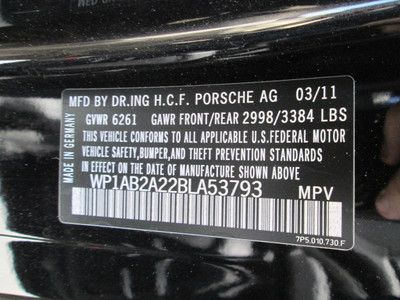 MFD BY DR.ING H.C.F. PORSCHE AG 03/11
GVWR 6261 GAWR FRONT/REAR 2998/3384 LBS
THIS VEHICLE CONFORMS TO ALL APPLICABLE U.S.FEDERAL MOTOR
VEHICLE SAFETY,BUMPER,AND THEFT PREVENTION STANDARDS
IN EFFECT ON THE DATE OF MANUFACTURE SHOWN ABOVE.
WP1AB2A22BLA53793 MPV
MADE IN GERMANY
7P5.010.730.F